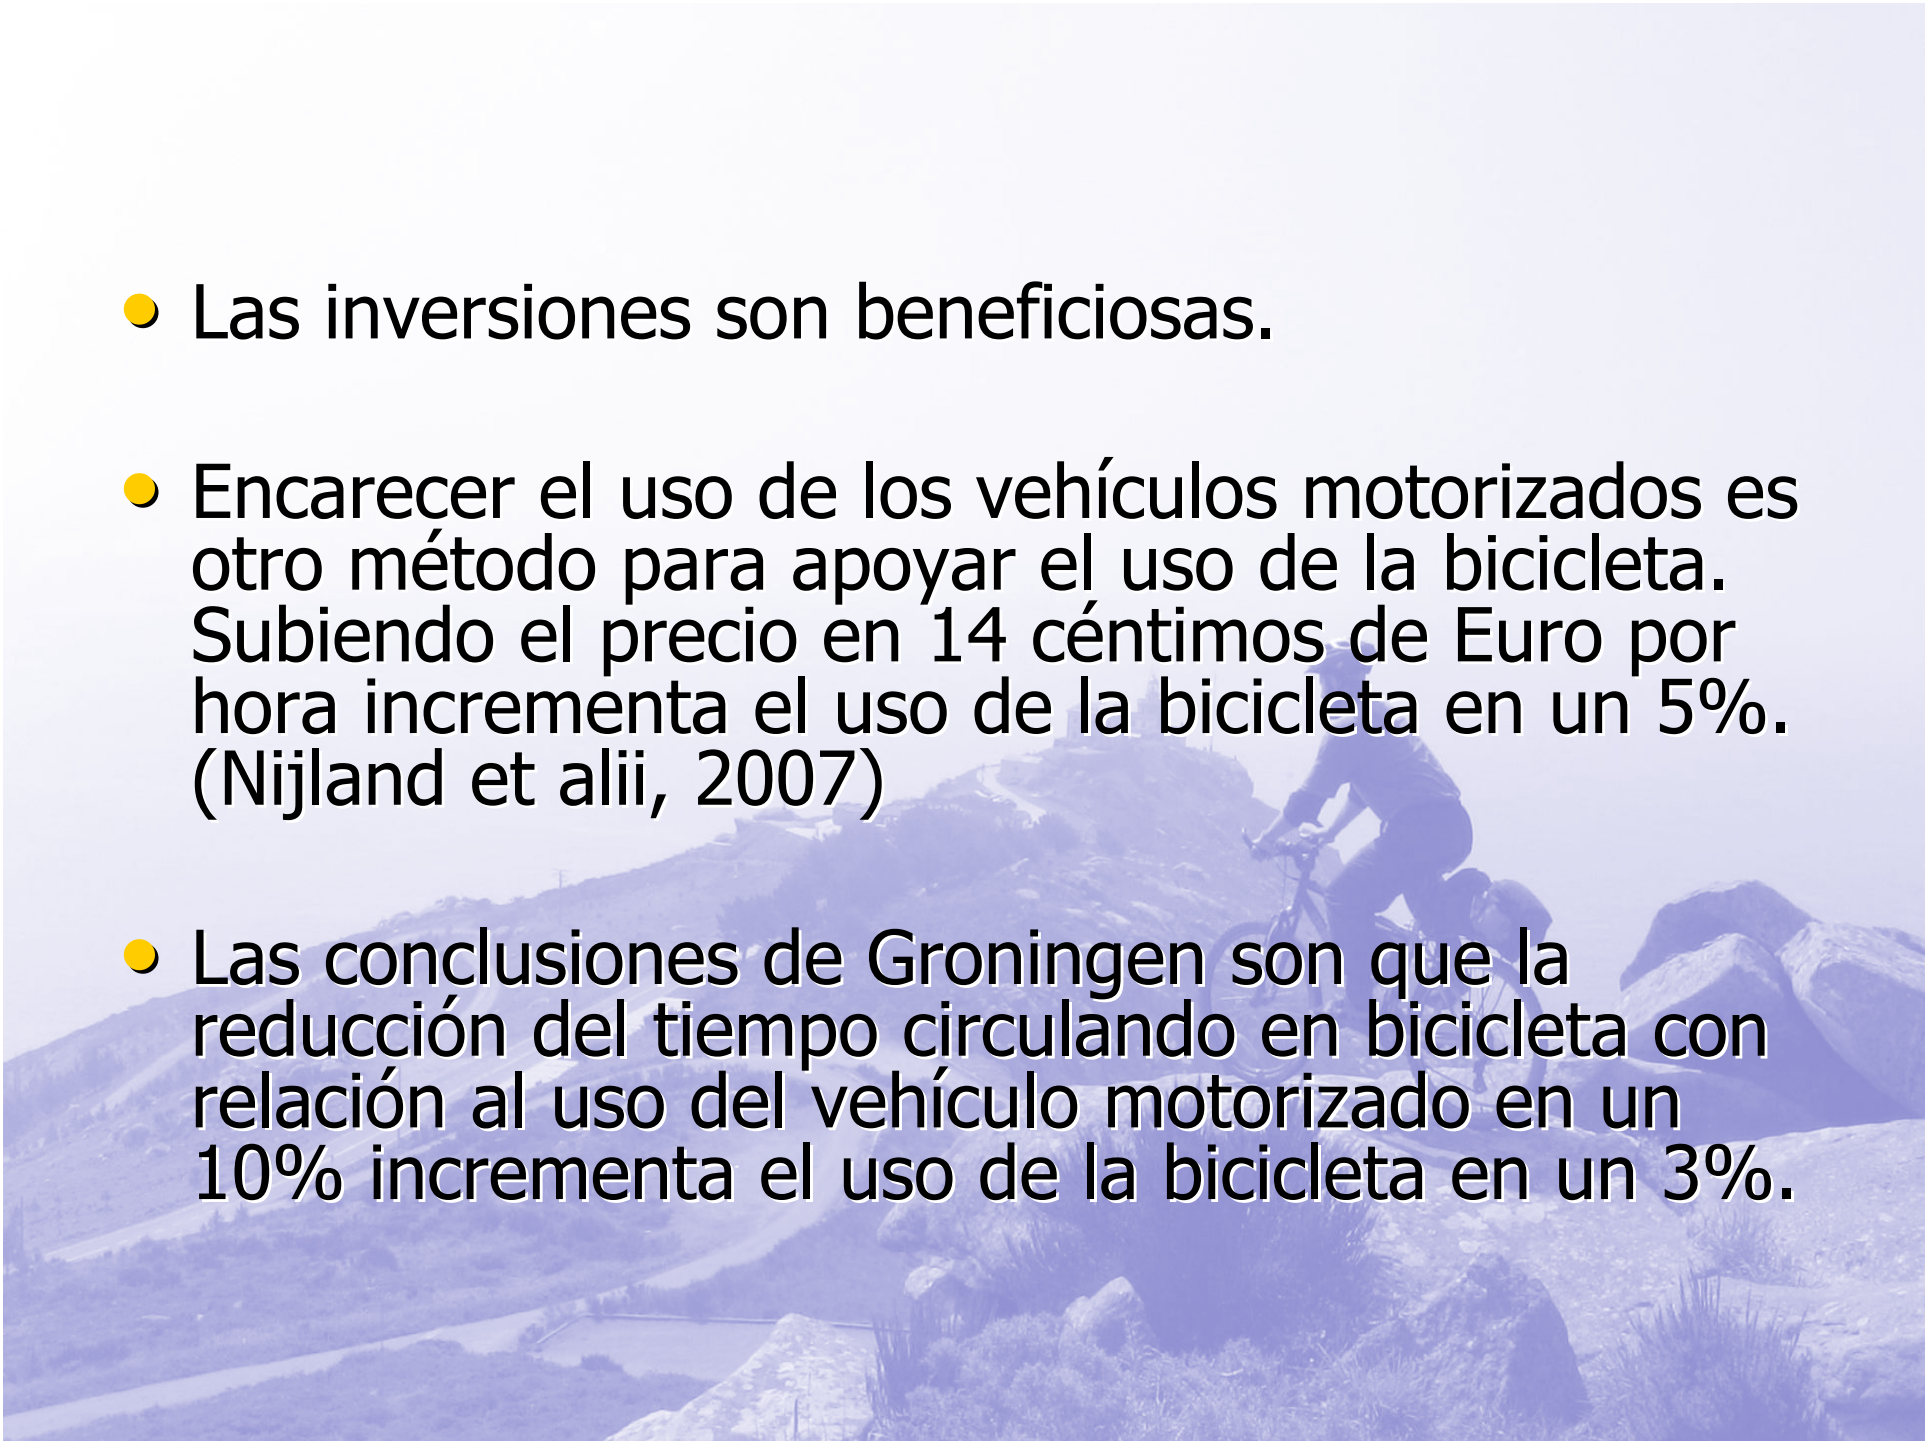 • Las inversiones son beneficiosas.
• Encarecer el uso de los vehículos motorizados es
otro método para apoyar el uso de la bicicleta.
Subiendo el precio en 14 céntimos de Euro por
hora incrementa el uso de la bicicleta en un 5%.
(Nijland et alii, 2007)
• Las conclusiones de Groningen son que la
reducción del tiempo circulando en bicicleta con
relación al uso del vehículo motorizado en un
10% incrementa el uso de la bicicleta en un 3%.